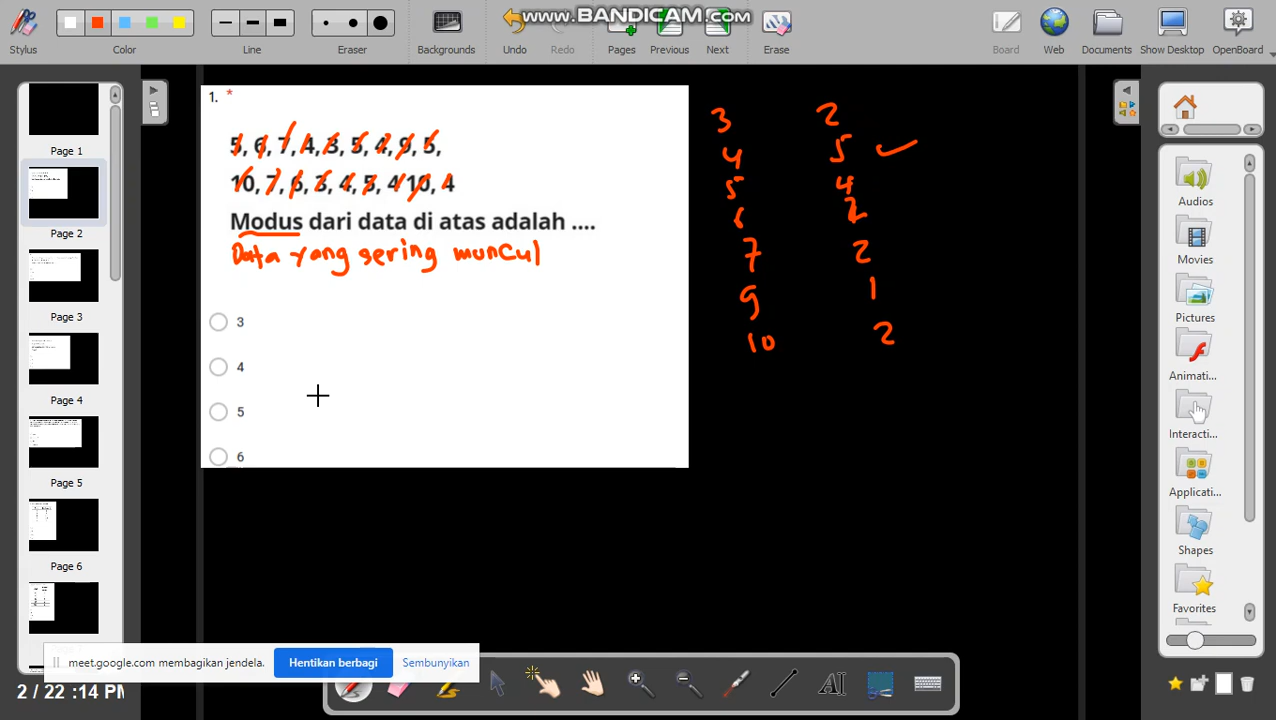 www.BANDICAM.com
Stylus
Color
Line
Eraser
Backgrounds
Undo
Redo
Pages
Previous
Next
Erase
Board
Web
Documents
Show Desktop
OpenBoard
Page 1
Page 2
Page 3
Page 4
Page 5
Page 6
1. *
5, 6, 7, 4, 3, 5, 4, 9, 5,
10, 7, 6, 3, 4, 5, 4 10, 4
Modus dari data di atas adalah ....
Data yang sering muncul
3
4
5
6
3 2
4 5 ✓
5 4
6 2
7 2
9 1
10 2
Audios
Movies
Pictures
Animati...
Interacti...
Applicati...
Shapes
Favorites
meet.google.com membagikan jendela.
Hentikan berbagi
Sembunyikan
2 / 22 :14 PM